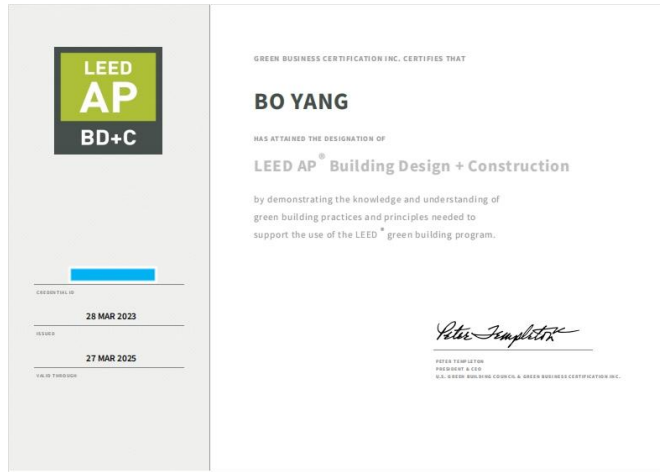 LEED
AP
BD+C
CREDENTIAL ID
28 MAR 2023
ISSUED
27 MAR 2025
VALID THROUGH
GREEN BUSINESS CERTIFICATION INC. CERTIFIES THAT
BO YANG
HAS ATTAINED THE DESIGNATION OF
LEED AP® Building Design + Construction
by demonstrating the knowledge and understanding of
green building practices and principles needed to
support the use of the LEED® green building program.
Peter Templeton
PETER TEMPLETON
PRESIDENT & CEO
U.S. GREEN BUILDING COUNCIL & GREEN BUSINESS CERTIFICATION INC.